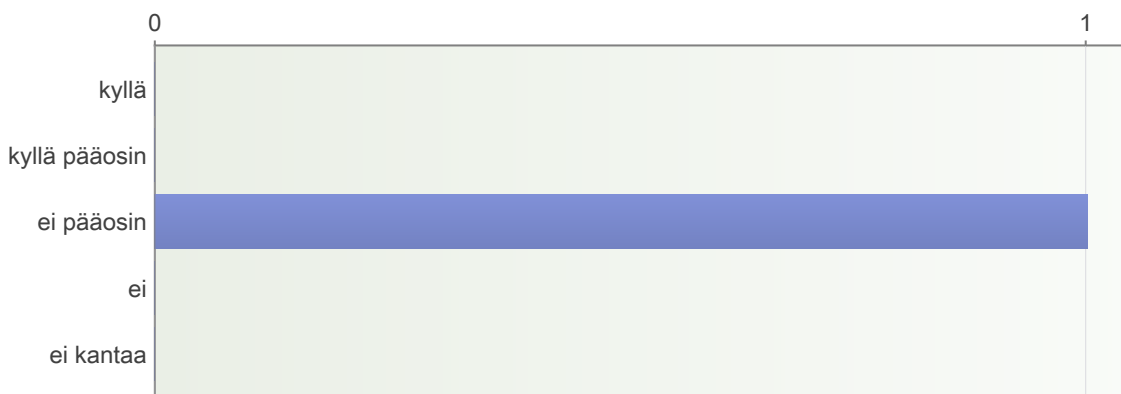 0 1
kyllä
kyllä pääosin
ei pääosin
ei
ei kantaa